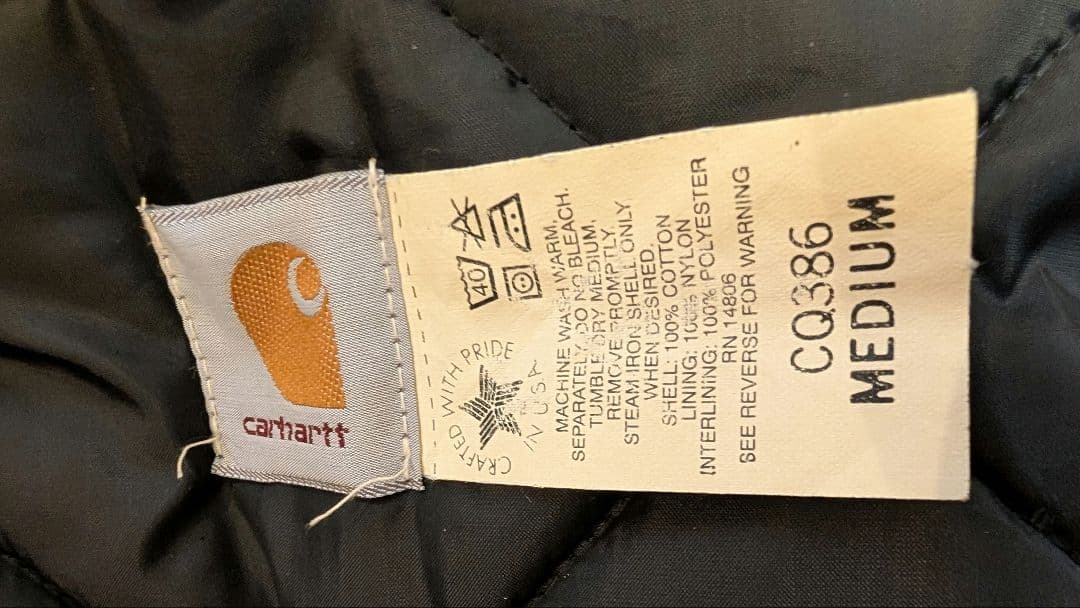 carhartt
CRAFTED WITH PRIDE
IN USA
40
MACHINE WASH WARM,
SEPARATELY, DO NO BLEACH.
TUMBLE DRY MEDIUM,
REMOVE PROMPTLY.
STEAM IRON SHELL ONLY
WHEN DESIRED.
SHELL: 100% COTTON
LINING: 100% NYLON
INTERLINING: 100% POLYESTER
RN 14806
SEE REVERSE FOR WARNING
CQ386
MEDIUM